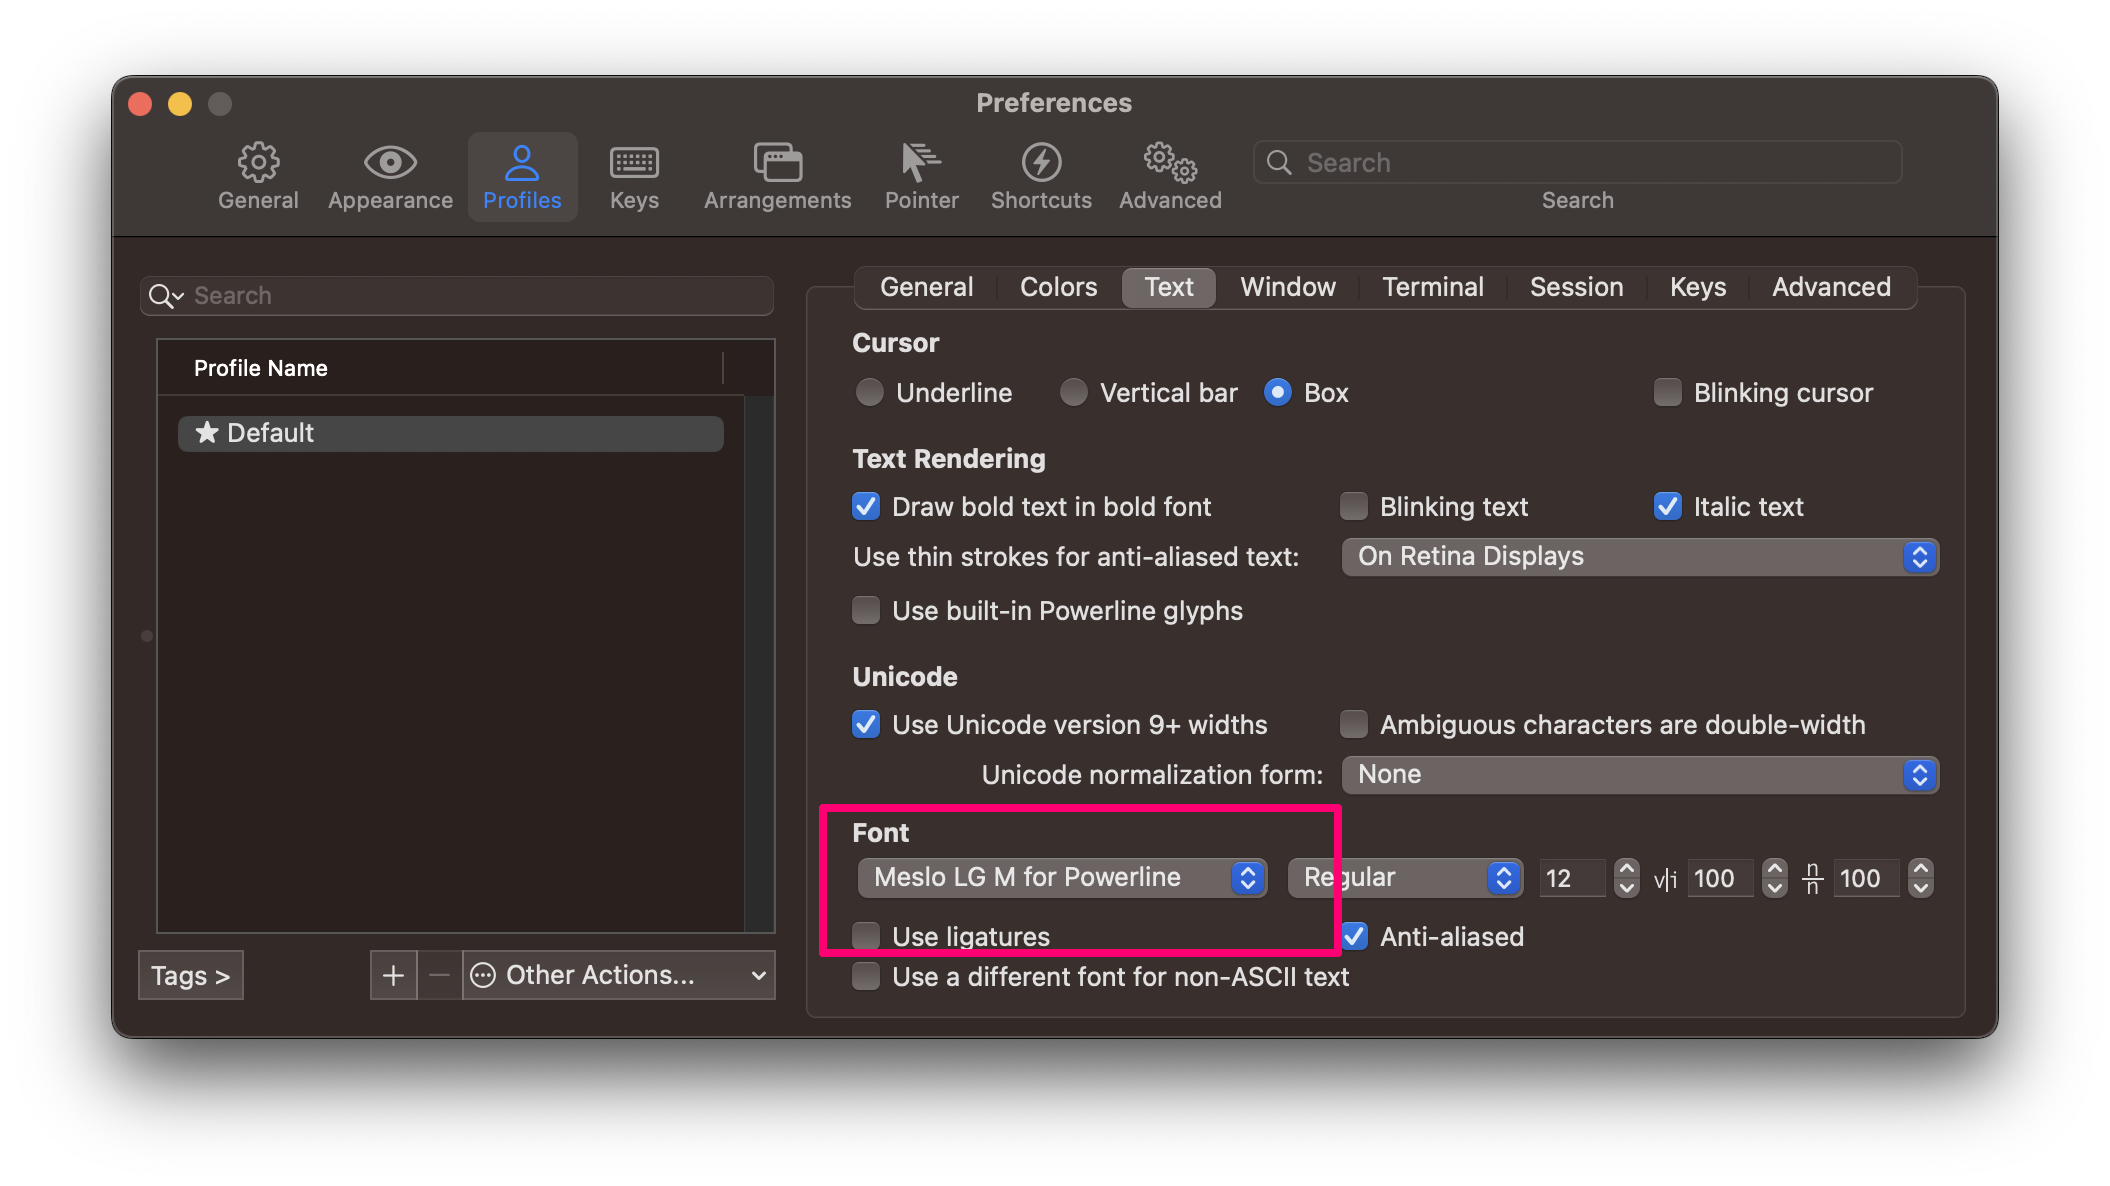 Preferences
General Appearance Profiles Keys Arrangements Pointer Shortcuts Advanced Search
Search
Search
Profile Name
Default
Tags >
+ − Other Actions...
General Colors Text Window Terminal Session Keys Advanced
Cursor
Underline Vertical bar Box Blinking cursor
Text Rendering
Draw bold text in bold font Blinking text Italic text
Use thin strokes for anti-aliased text: On Retina Displays
Use built-in Powerline glyphs
Unicode
Use Unicode version 9+ widths Ambiguous characters are double-width
Unicode normalization form: None
Font
Meslo LG M for Powerline Regular 12 v|i 100 n/n 100
Use ligatures Anti-aliased
Use a different font for non-ASCII text